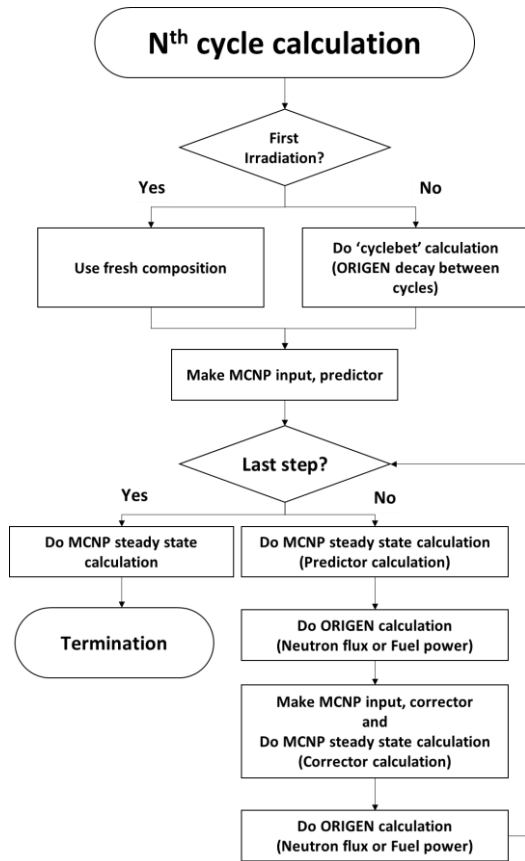 Nth cycle calculation
First
Irradiation?
Yes
No
Use fresh composition
Do ‘cyclebet’ calculation
(ORIGEN decay between
cycles)
Make MCNP input, predictor
Last step?
Yes
No
Do MCNP steady state
calculation
Do MCNP steady state calculation
(Predictor calculation)
Termination
Do ORIGEN calculation
(Neutron flux or Fuel power)
Make MCNP input, corrector
and
Do MCNP steady state calculation
(Corrector calculation)
Do ORIGEN calculation
(Neutron flux or Fuel power)